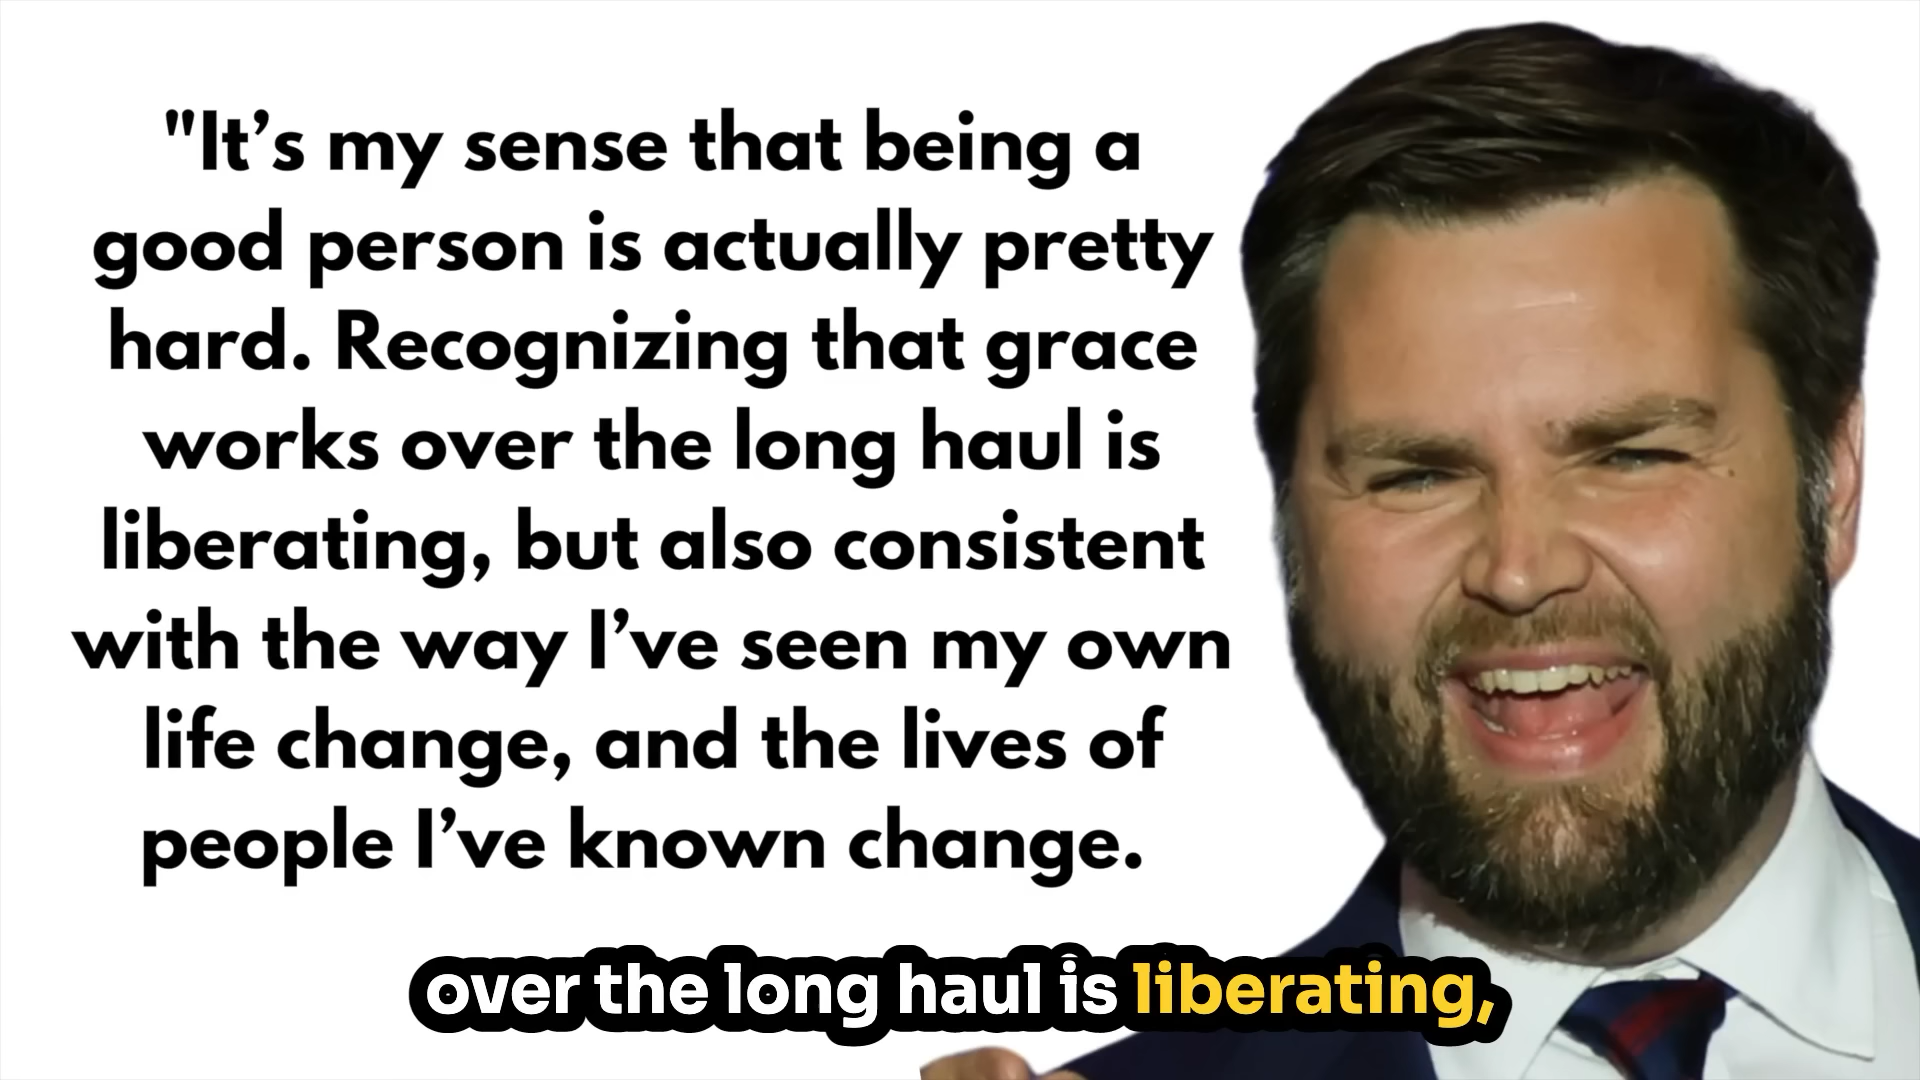 "It’s my sense that being a
good person is actually pretty
hard. Recognizing that grace
works over the long haul is
liberating, but also consistent
with the way I’ve seen my own
life change, and the lives of
people I’ve known change.
over the long haul is liberating,